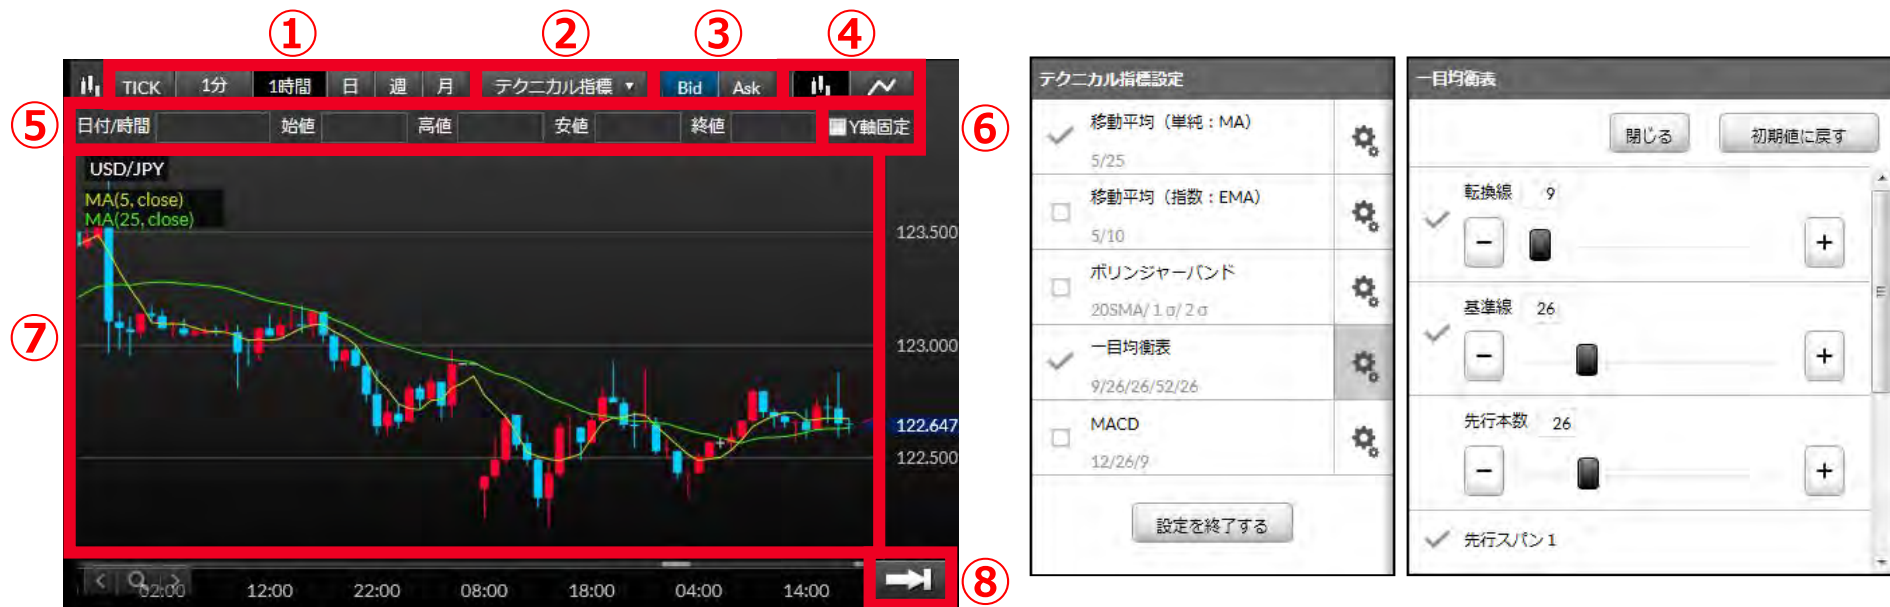 ① ② ③ ④
TICK 1分 1時間 日 週 月 テクニカル指標 ▼ Bid Ask
⑤ 日付/時間 始値 高値 安値 終値 Y軸固定 ⑥
USD/JPY
MA(5, close)
MA(25, close)
123.500
⑦ 123.000
122.647
122.500
< >
02:00 12:00 22:00 08:00 18:00 04:00 14:00
⑧
テクニカル指標設定
移動平均（単純：MA）
5/25
移動平均（指数：EMA）
5/10
ボリンジャーバンド
20SMA/1σ/2σ
一目均衡表
9/26/26/52/26
MACD
12/26/9
設定を終了する
一目均衡表
閉じる 初期値に戻す
転換線 9
− +
基準線 26
− +
先行本数 26
− +
先行スパン1